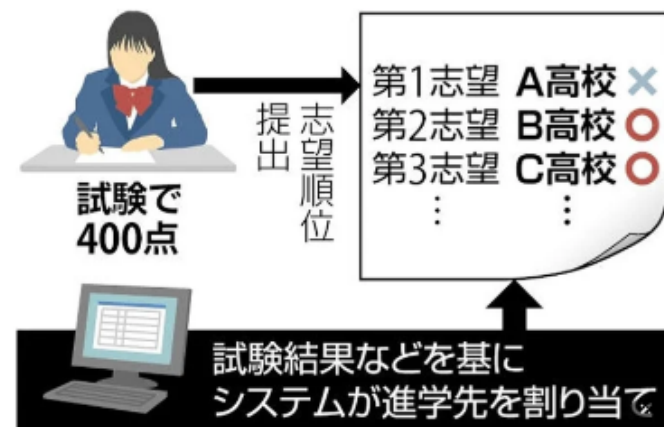 試験で
400点
志望順位
提出
第1志望 A高校 ×
第2志望 B高校 ○
第3志望 C高校 ○
⋮ ⋮
試験結果などを基に
システムが進学先を割り当て